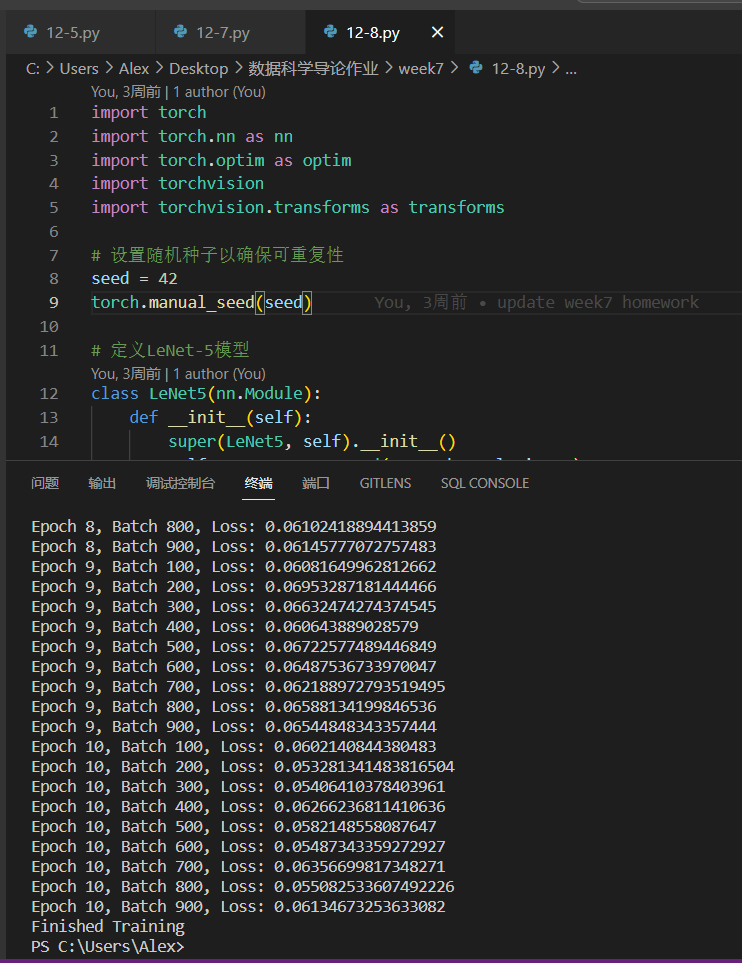 12-5.py 12-7.py 12-8.py ×
C: > Users > Alex > Desktop > 数据科学导论作业 > week7 > 12-8.py > ...
You, 3周前 | 1 author (You)
1 import torch
2 import torch.nn as nn
3 import torch.optim as optim
4 import torchvision
5 import torchvision.transforms as transforms
6
7 # 设置随机种子以确保可重复性
8 seed = 42
9 torch.manual_seed(seed) You, 3周前 • update week7 homework
10
11 # 定义LeNet-5模型
You, 3周前 | 1 author (You)
12 class LeNet5(nn.Module):
13 def __init__(self):
14 super(LeNet5, self).__init__()
问题 输出 调试控制台 终端 端口 GITLENS SQL CONSOLE
Epoch 8, Batch 800, Loss: 0.06102418894413859
Epoch 8, Batch 900, Loss: 0.06145777072757483
Epoch 9, Batch 100, Loss: 0.06081649962812662
Epoch 9, Batch 200, Loss: 0.06953287181444466
Epoch 9, Batch 300, Loss: 0.06632474274374545
Epoch 9, Batch 400, Loss: 0.060643889028579
Epoch 9, Batch 500, Loss: 0.06722577489446849
Epoch 9, Batch 600, Loss: 0.06487536733970047
Epoch 9, Batch 700, Loss: 0.062188972793519495
Epoch 9, Batch 800, Loss: 0.06588134199846536
Epoch 9, Batch 900, Loss: 0.06544848343357444
Epoch 10, Batch 100, Loss: 0.0602140844380483
Epoch 10, Batch 200, Loss: 0.053281341483816504
Epoch 10, Batch 300, Loss: 0.05406410378403961
Epoch 10, Batch 400, Loss: 0.06266236811410636
Epoch 10, Batch 500, Loss: 0.0582148558087647
Epoch 10, Batch 600, Loss: 0.05487343359272927
Epoch 10, Batch 700, Loss: 0.06356699817348271
Epoch 10, Batch 800, Loss: 0.055082533607492226
Epoch 10, Batch 900, Loss: 0.06134673253633082
Finished Training
PS C:\Users\Alex>